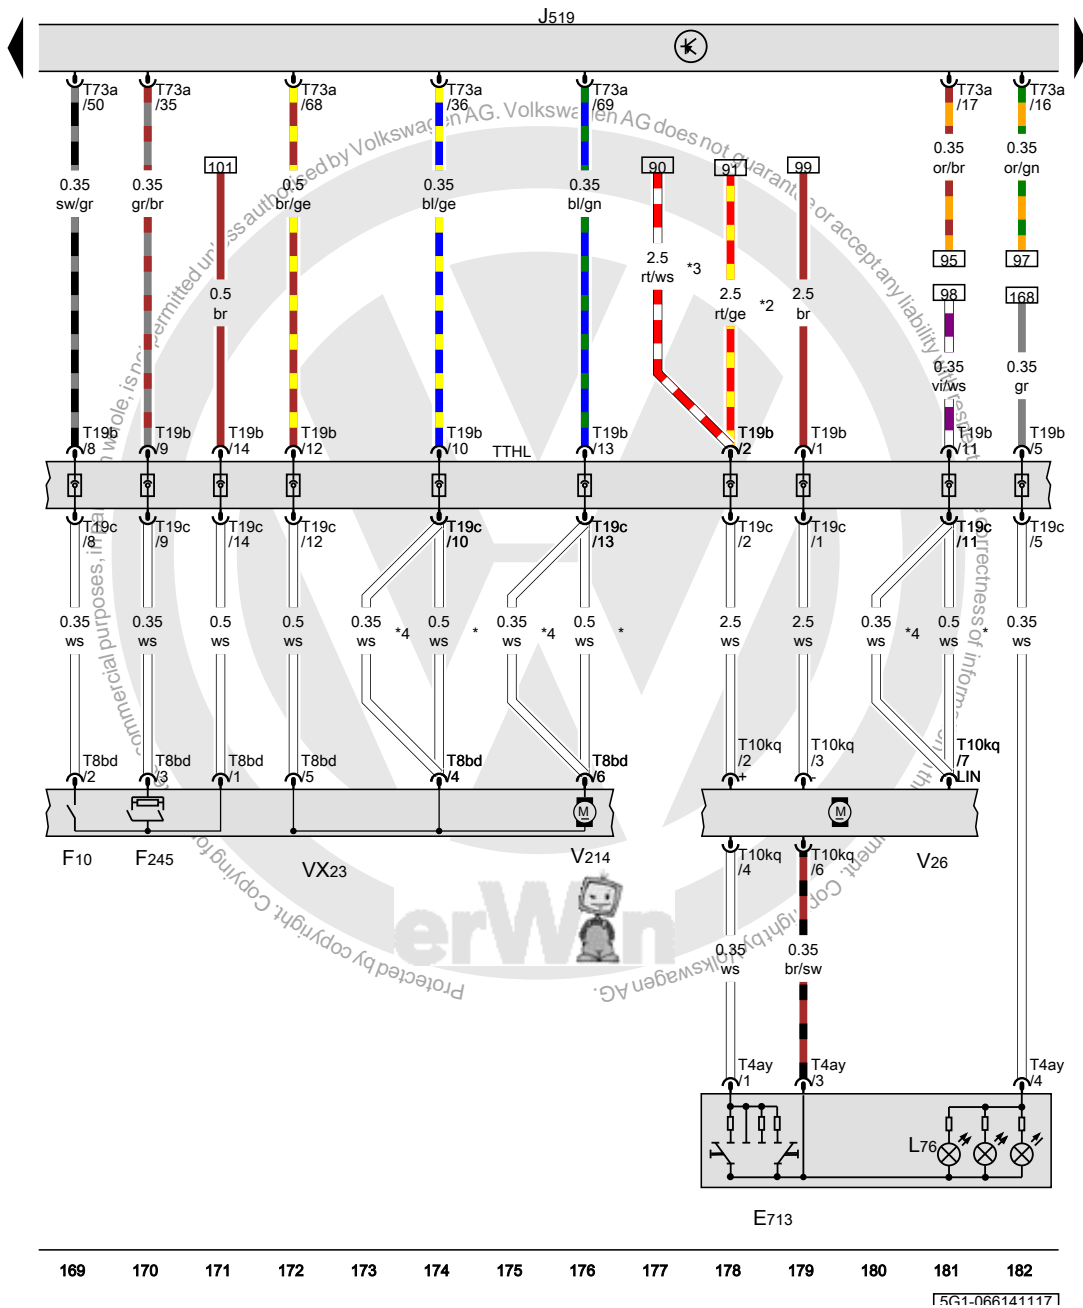 J519
T73a
/50
T73a
/35
T73a
/68
T73a
/36
T73a
/69
T73a
/17
T73a
/16
101
90
91
99
0.35
sw/gr
0.35
gr/br
0.5
br/ge
0.35
bl/ge
0.35
bl/gn
0.35
or/br
0.35
or/gn
95
97
98
168
0.5
br
2.5
rt/ws
*3
2.5
rt/ge
*2
2.5
br
0.35
vi/ws
0.35
gr
T19b
/8
T19b
/9
T19b
/14
T19b
/12
T19b
/10
TTHL
T19b
/13
T19b
/2
T19b
/1
T19b
/11
T19b
/5
T19c
/8
T19c
/9
T19c
/14
T19c
/12
T19c
/10
T19c
/13
T19c
/2
T19c
/1
T19c
/11
T19c
/5
0.35
ws
0.35
ws
0.5
ws
0.5
ws
0.35
ws
*4
0.5
ws
*
0.35
ws
*4
0.5
ws
*
2.5
ws
2.5
ws
0.35
ws
*4
0.5
ws
*
0.35
ws
T8bd
/2
T8bd
/3
T8bd
/1
T8bd
/5
T8bd
/4
T8bd
/6
T10kq
/2
+
T10kq
/3
-
T10kq
/7
LIN
M
M
F10
F245
VX23
V214
T10kq
/4
T10kq
/6
V26
erWin
0.35
ws
0.35
br/sw
T4ay
/1
T4ay
/3
T4ay
/4
L76
E713
169 170 171 172 173 174 175 176 177 178 179 180 181 182
5G1-066141117